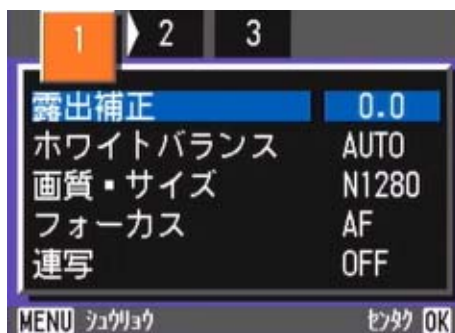 1 2 3
露出補正 0.0
ホワイトバランス AUTO
画質・サイズ N1280
フォーカス AF
連写 OFF
MENU ｼｭｳﾘｮｳ ｾﾝﾀｸ OK